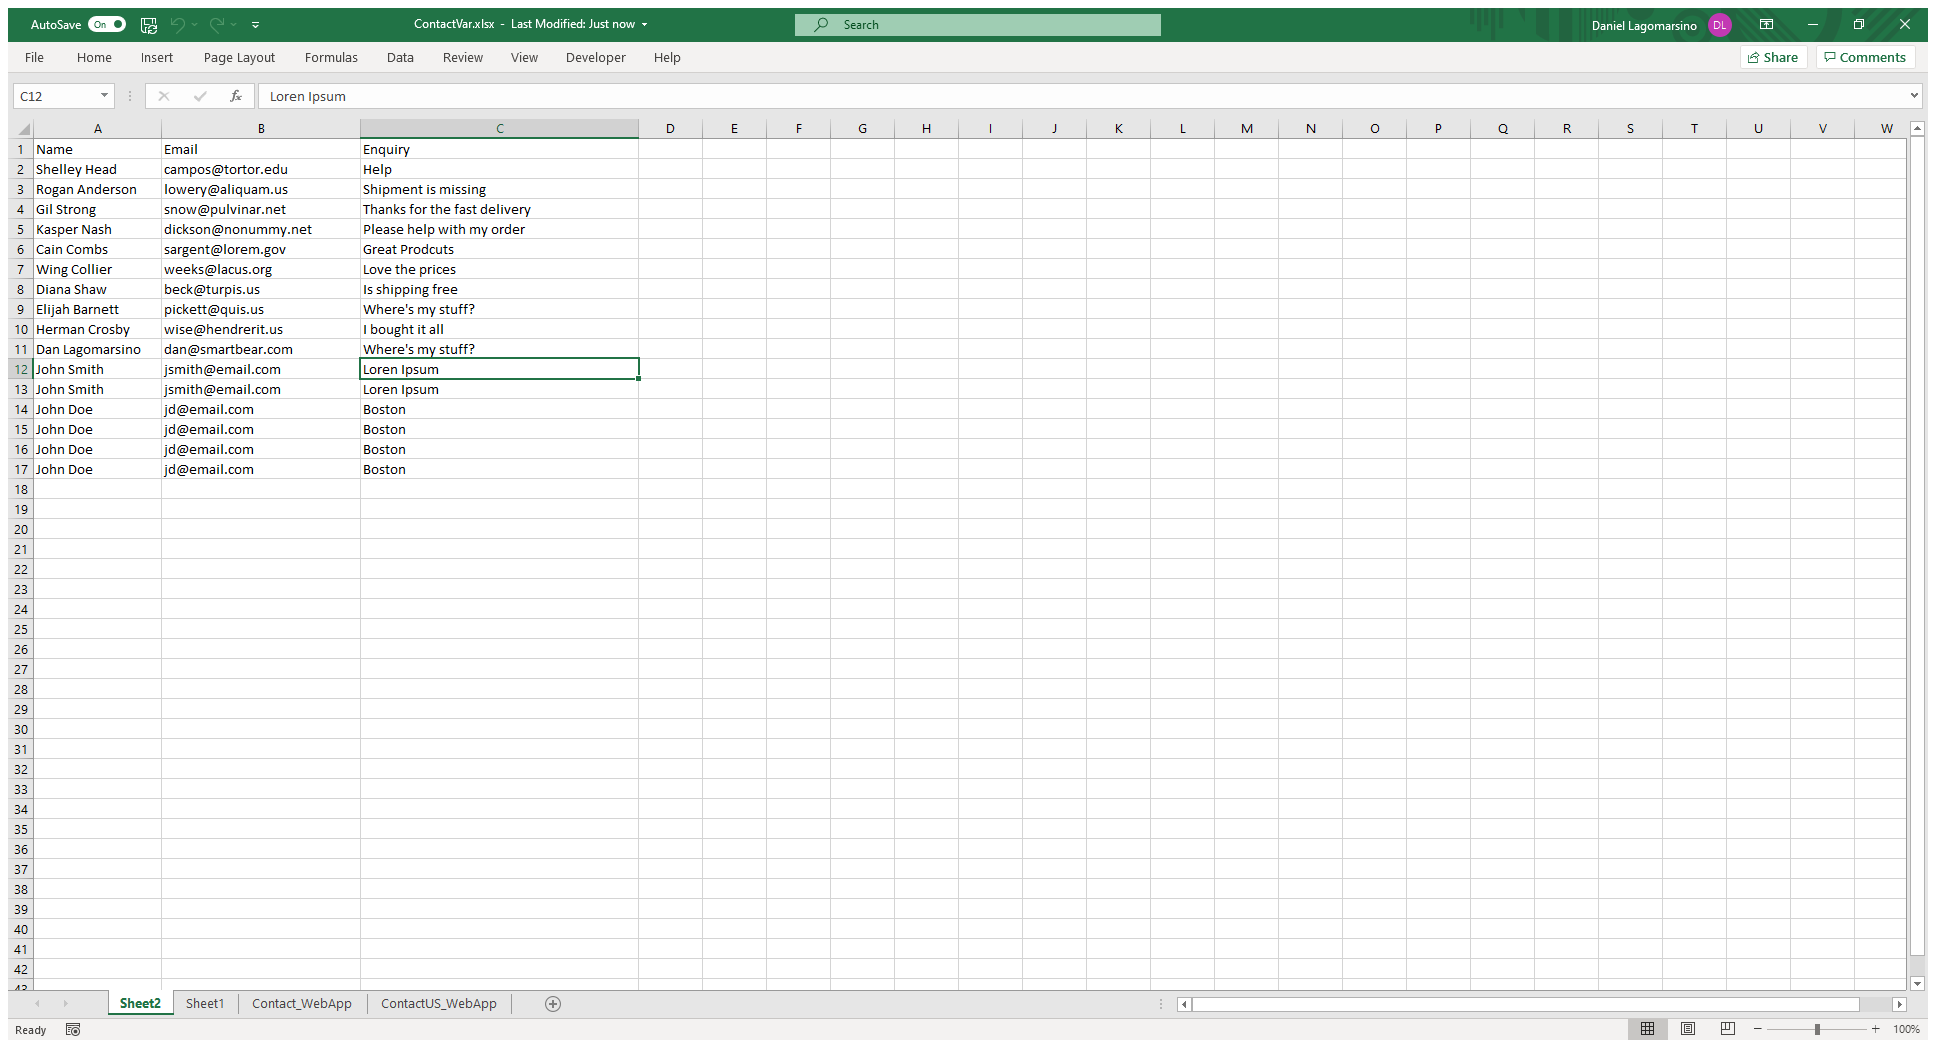 AutoSave On ContactVar.xlsx - Last Modified: Just now Search Daniel Lagomarsino DL
File Home Insert Page Layout Formulas Data Review View Developer Help Share Comments
C12 fx Loren Ipsum
A B C D E F G H I J K L M N O P Q R S T U V W
1 Name Email Enquiry
2 Shelley Head campos@tortor.edu Help
3 Rogan Anderson lowery@aliquam.us Shipment is missing
4 Gil Strong snow@pulvinar.net Thanks for the fast delivery
5 Kasper Nash dickson@nonummy.net Please help with my order
6 Cain Combs sargent@lorem.gov Great Prodcuts
7 Wing Collier weeks@lacus.org Love the prices
8 Diana Shaw beck@turpis.us Is shipping free
9 Elijah Barnett pickett@quis.us Where's my stuff?
10 Herman Crosby wise@hendrerit.us I bought it all
11 Dan Lagomarsino dan@smartbear.com Where's my stuff?
12 John Smith jsmith@email.com Loren Ipsum
13 John Smith jsmith@email.com Loren Ipsum
14 John Doe jd@email.com Boston
15 John Doe jd@email.com Boston
16 John Doe jd@email.com Boston
17 John Doe jd@email.com Boston
18
19
20
21
22
23
24
25
26
27
28
29
30
31
32
33
34
35
36
37
38
39
40
41
42
43
Sheet2 Sheet1 Contact_WebApp ContactUS_WebApp
Ready 100%